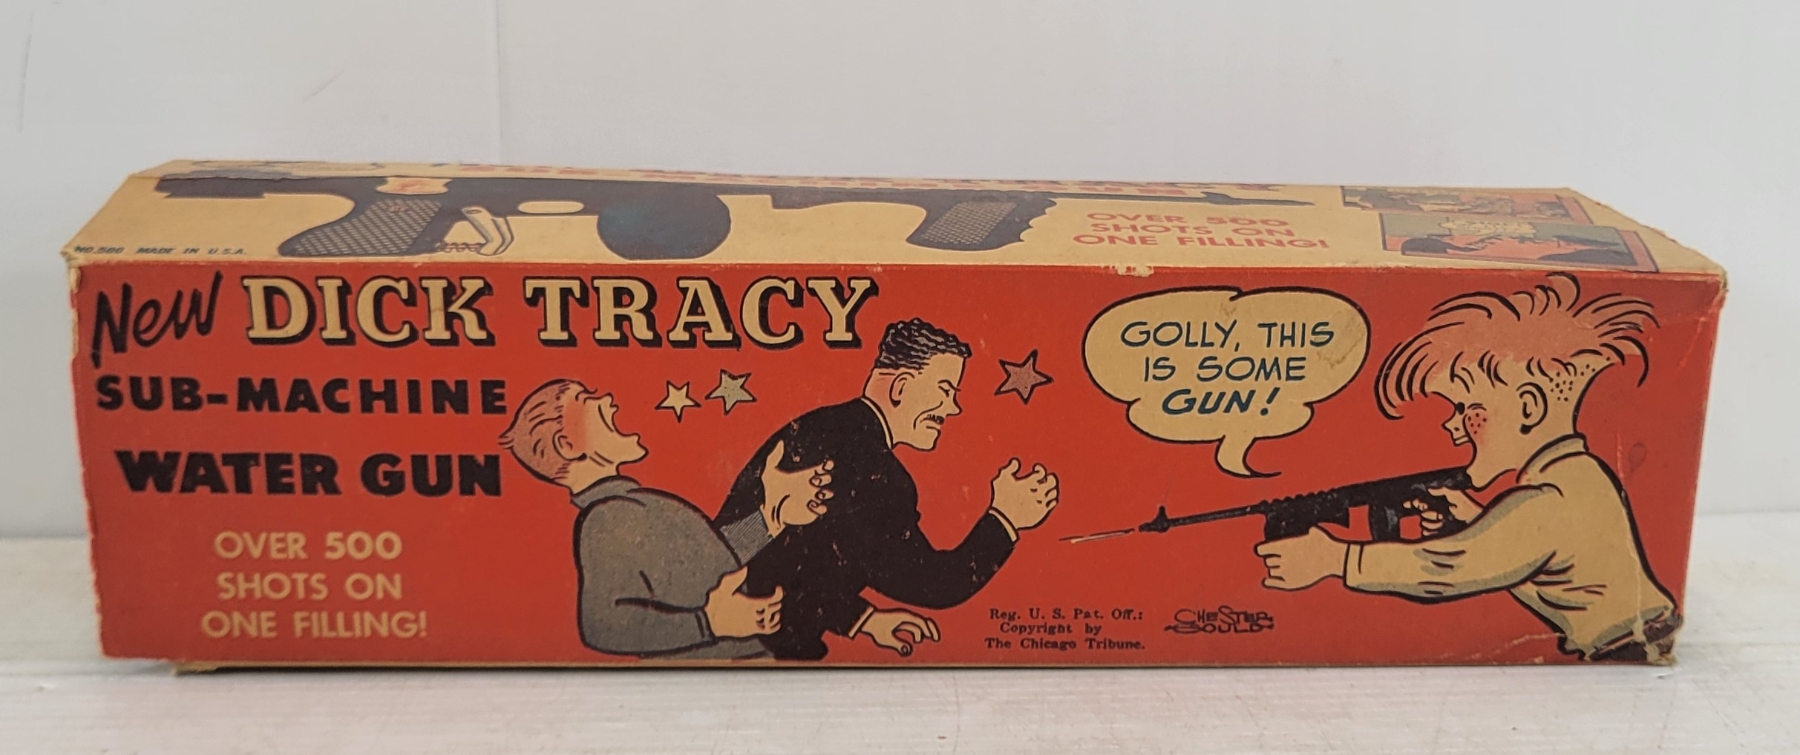 NO. 500 MADE IN U.S.A.
OVER 500
SHOTS ON
ONE FILLING!
New DICK TRACY
SUB-MACHINE
WATER GUN
OVER 500
SHOTS ON
ONE FILLING!
GOLLY, THIS
IS SOME
GUN!
Reg. U. S. Pat. Off.:
Copyright by
The Chicago Tribune.
CHESTER
GOULD